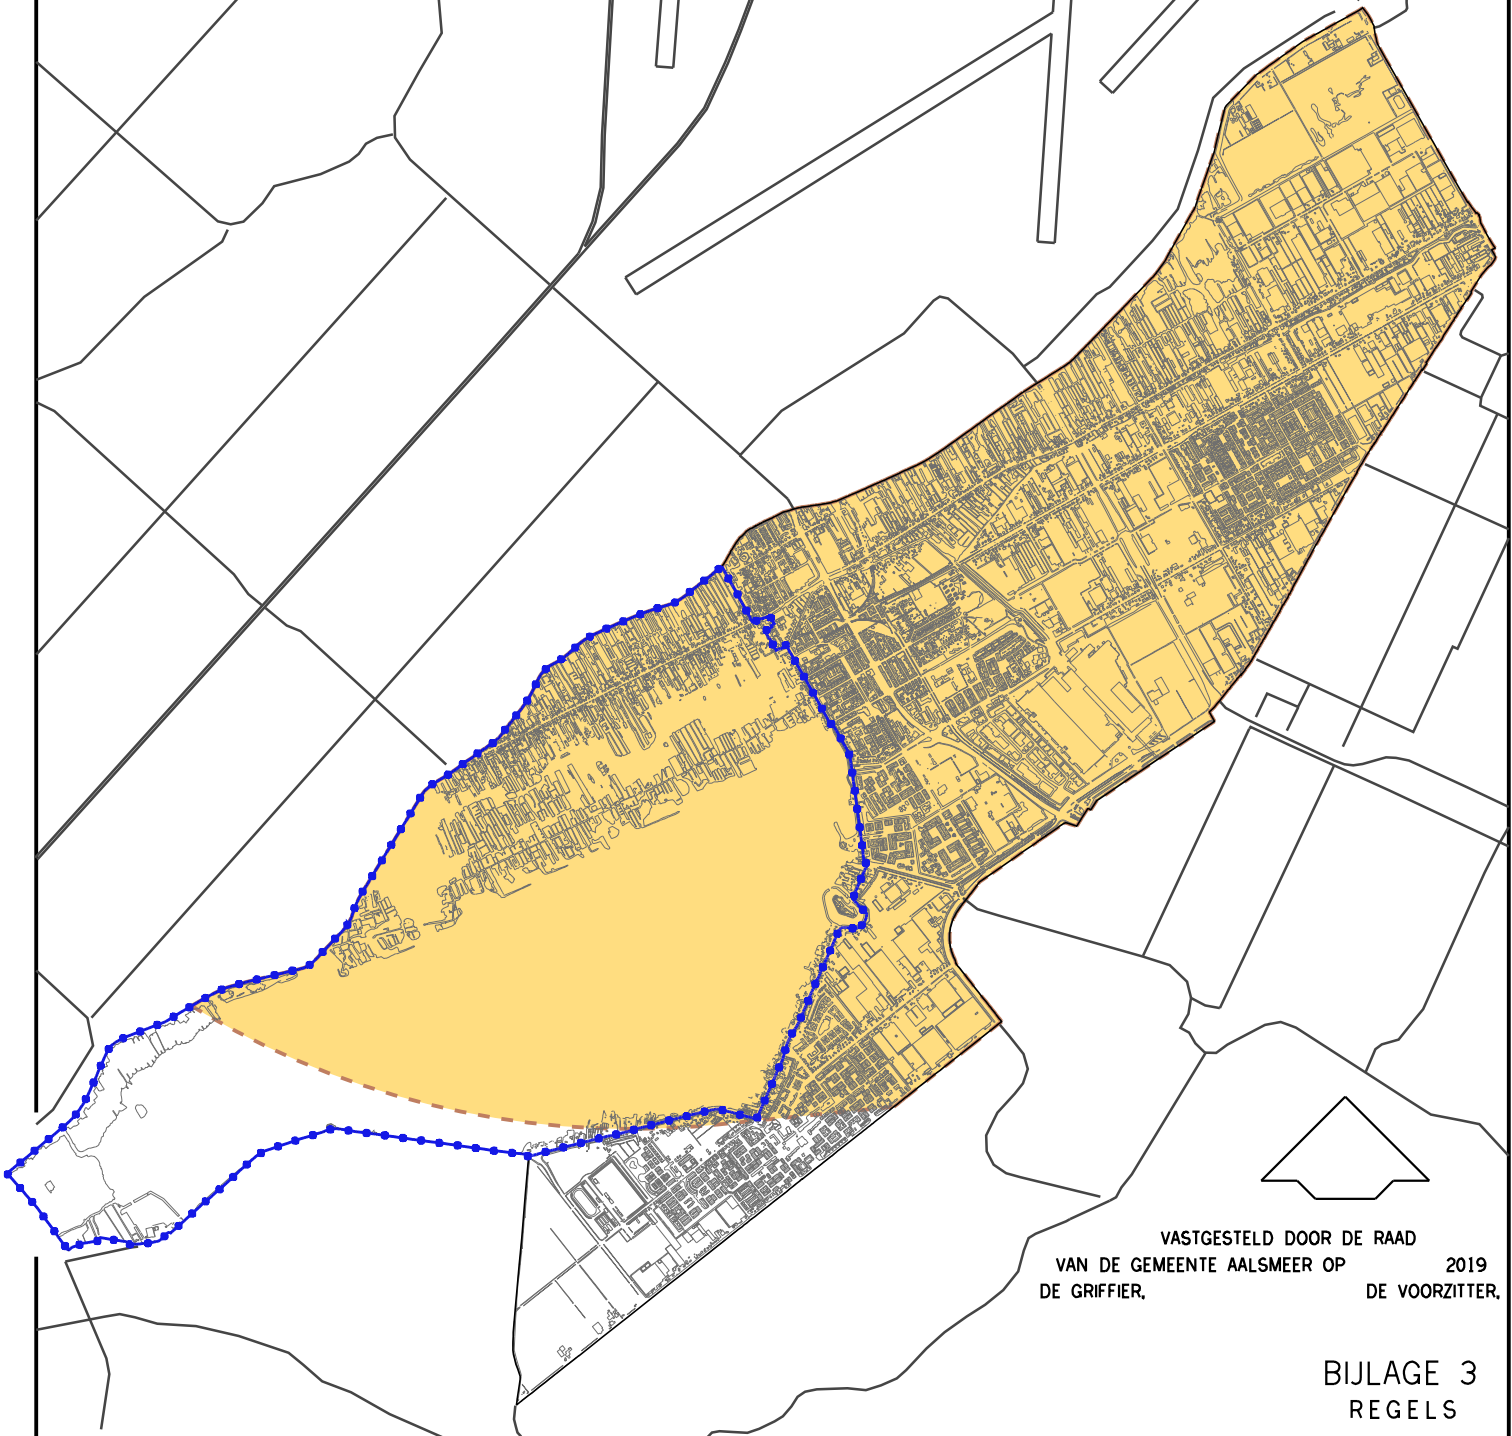 VASTGESTELD DOOR DE RAAD
VAN DE GEMEENTE AALSMEER OP 2019
DE GRIFFIER, DE VOORZITTER,
BIJLAGE 3
REGELS